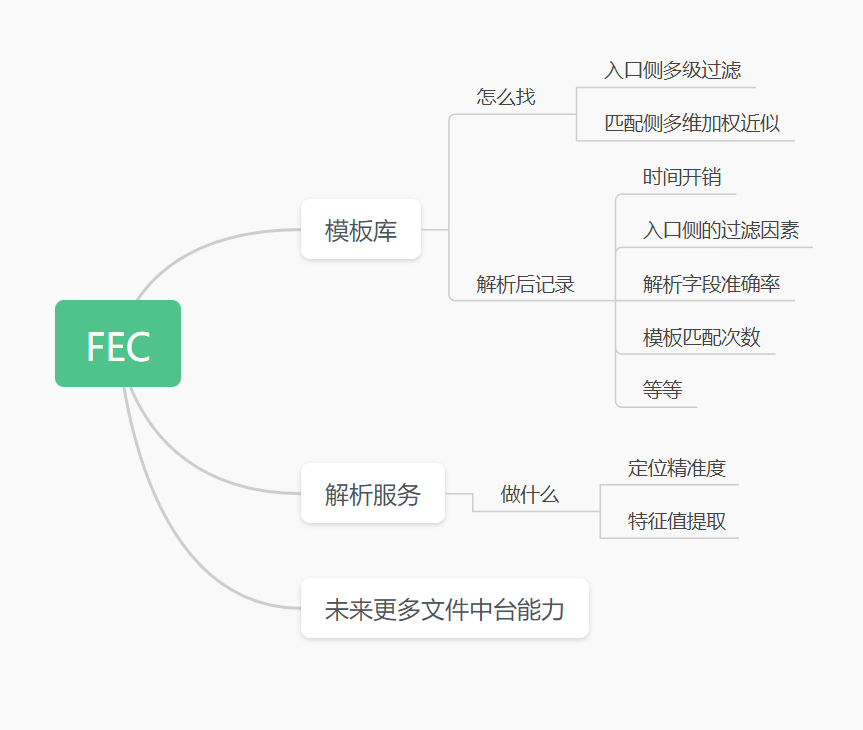 FEC
模板库
怎么找
入口侧多级过滤
匹配侧多维加权近似
解析后记录
时间开销
入口侧的过滤因素
解析字段准确率
模板匹配次数
等等
解析服务
做什么
定位精准度
特征值提取
未来更多文件中台能力